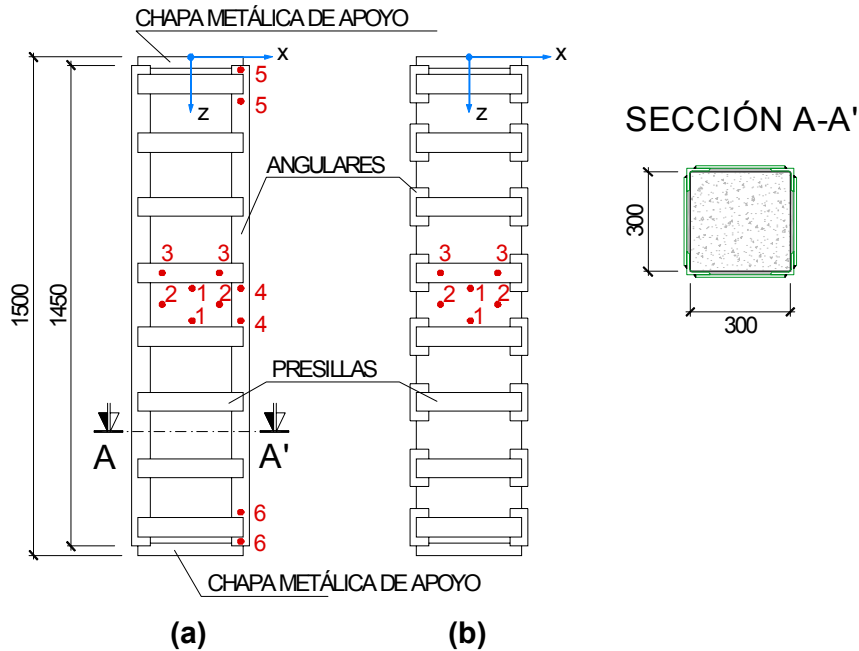 CHAPA METÁLICA DE APOYO
x
x
5
5
z
z
SECCIÓN A-A'
ANGULARES
300
300
3 3
3 3
1
1
2 2
2 2
4
1
1
4
1500
1450
PRESILLAS
A A'
6
6
CHAPA METÁLICA DE APOYO
(a)
(b)